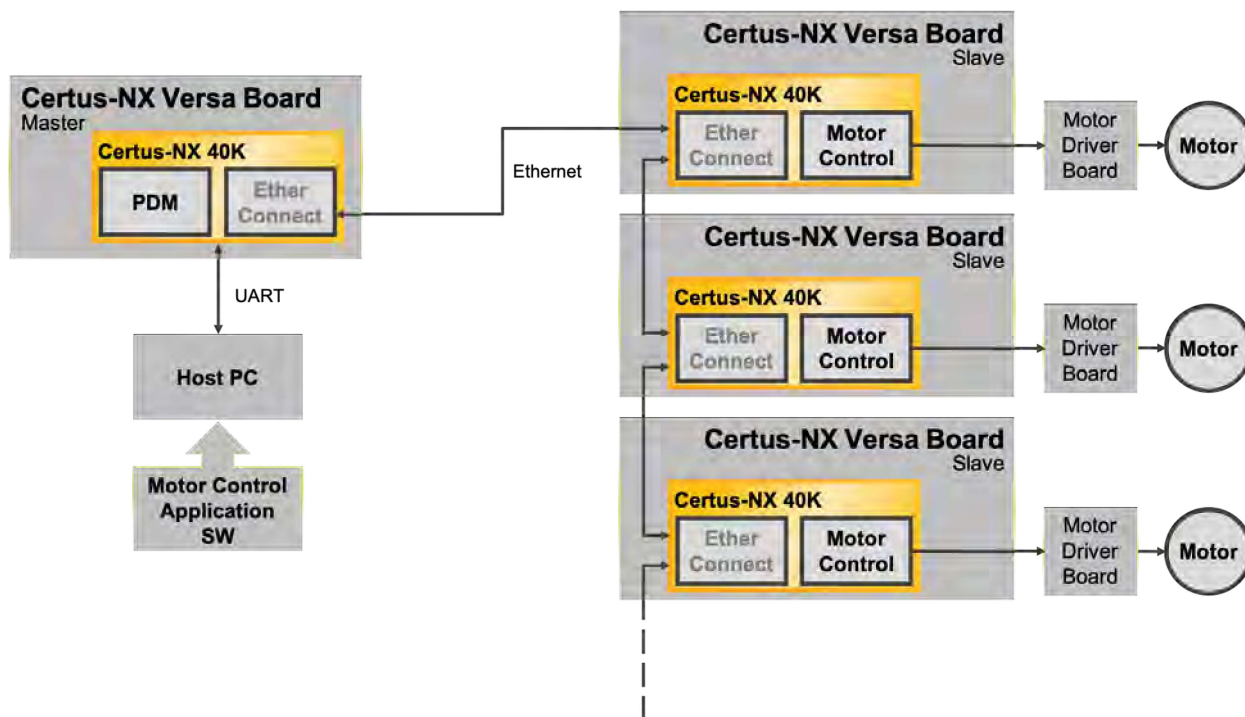 Certus-NX Versa Board
Master
Certus-NX 40K
PDM
Ether
Connect
UART
Host PC
Motor Control
Application
SW
Ethernet
Certus-NX Versa Board
Slave
Certus-NX 40K
Ether
Connect
Motor
Control
Motor
Driver
Board
Motor
Certus-NX Versa Board
Slave
Certus-NX 40K
Ether
Connect
Motor
Control
Motor
Driver
Board
Motor
Certus-NX Versa Board
Slave
Certus-NX 40K
Ether
Connect
Motor
Control
Motor
Driver
Board
Motor